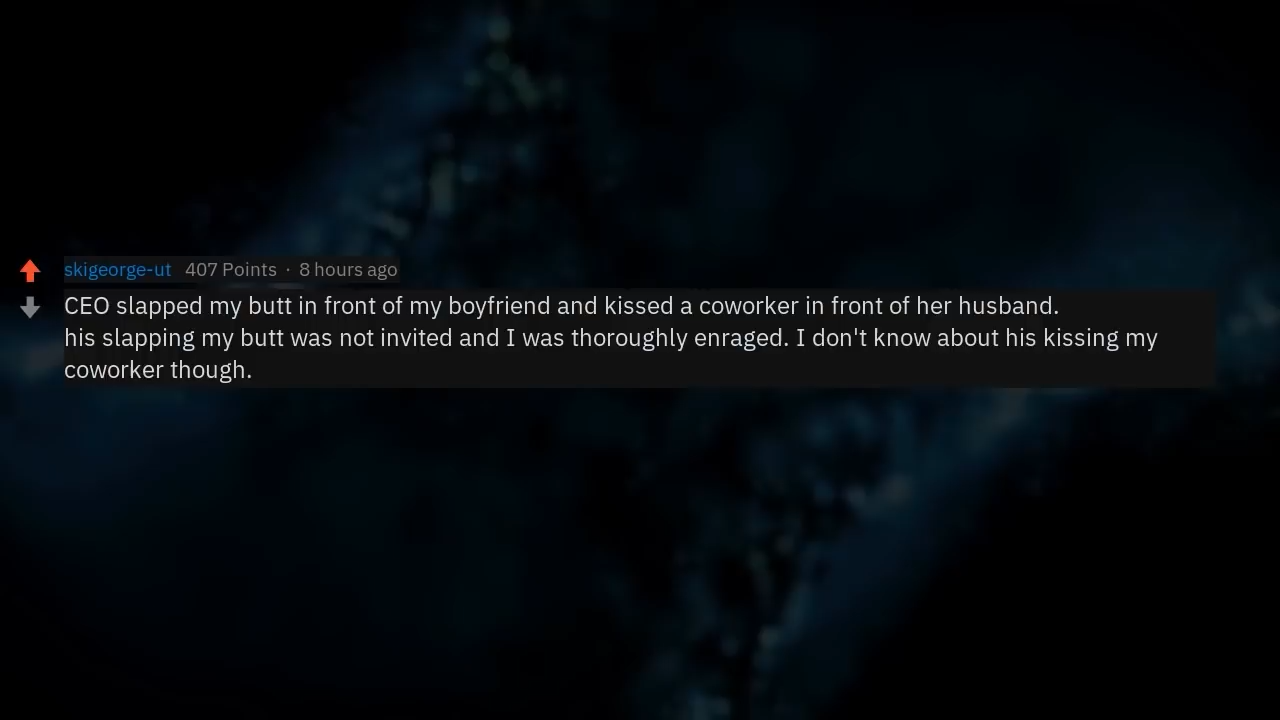 skigeorge-ut 407 Points · 8 hours ago
CEO slapped my butt in front of my boyfriend and kissed a coworker in front of her husband.
his slapping my butt was not invited and I was thoroughly enraged. I don't know about his kissing my
coworker though.